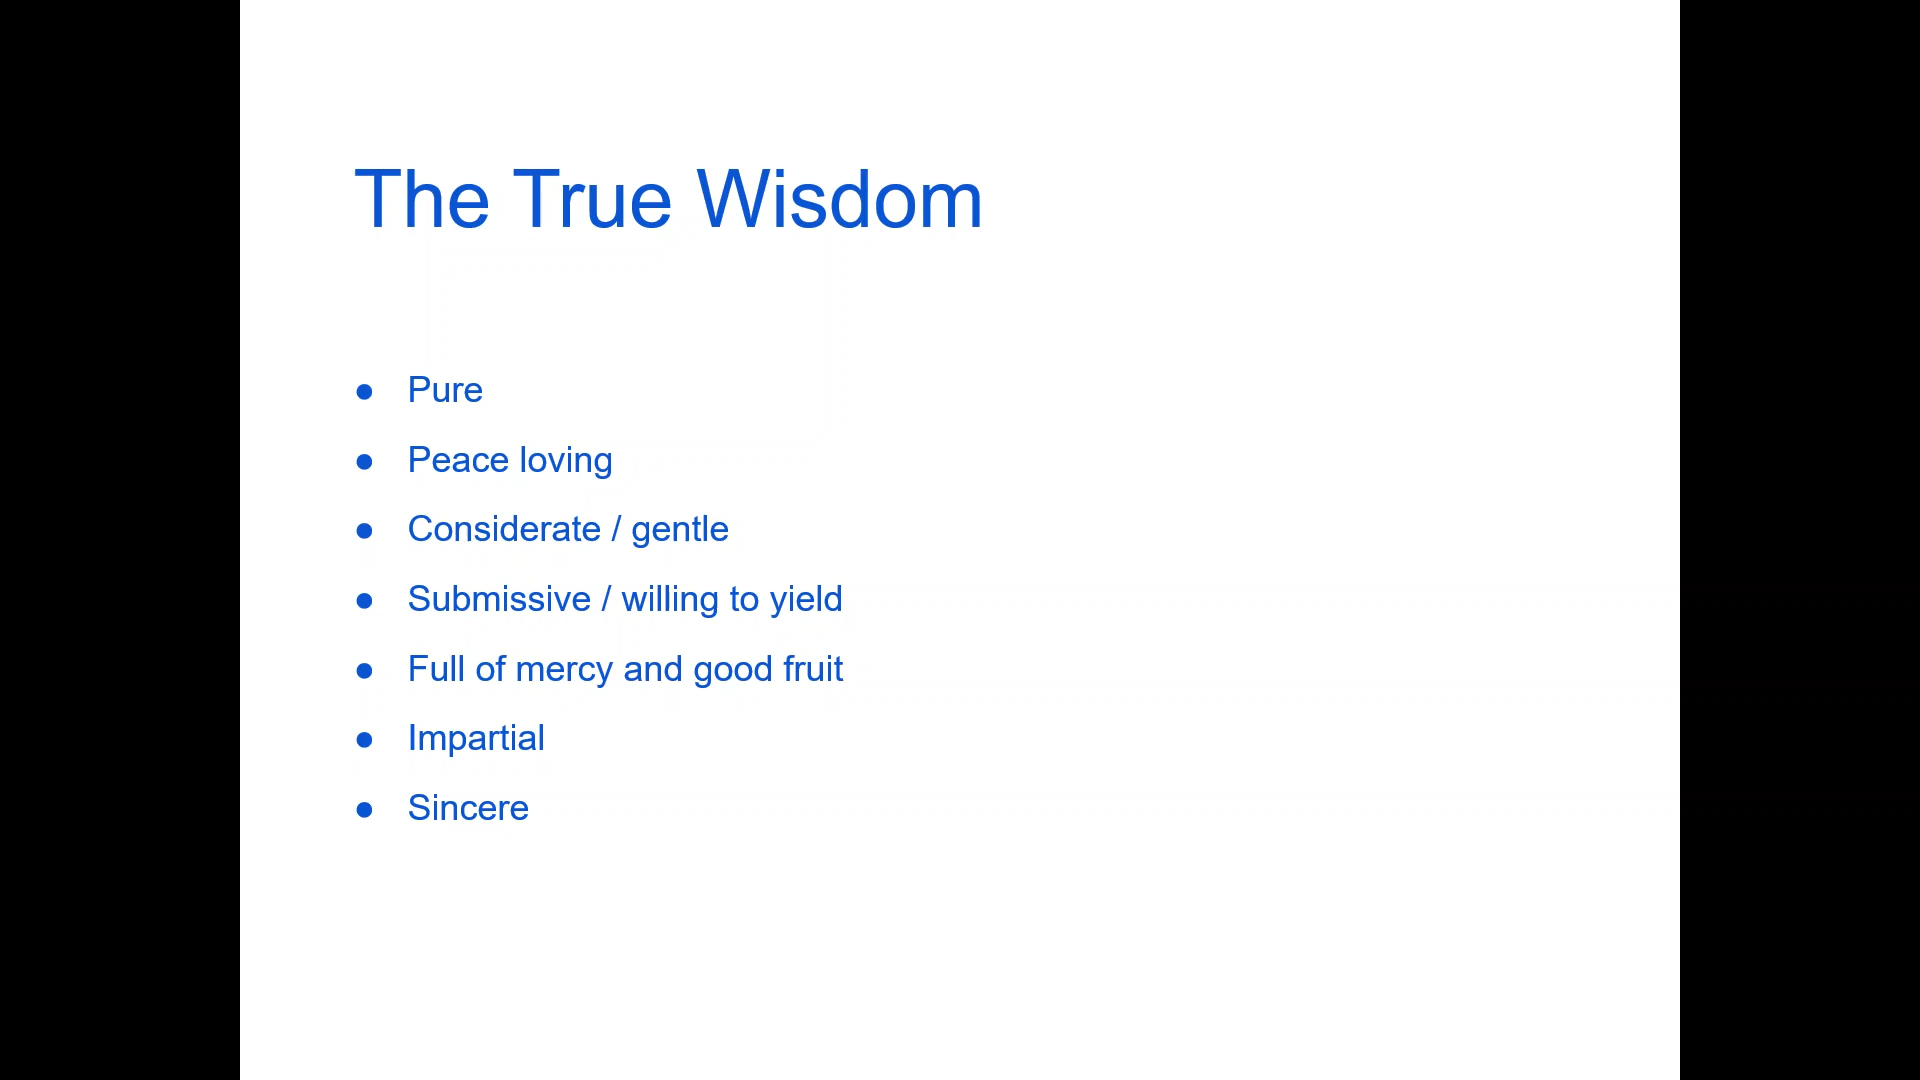 The True Wisdom
● Pure
● Peace loving
● Considerate / gentle
● Submissive / willing to yield
● Full of mercy and good fruit
● Impartial
● Sincere